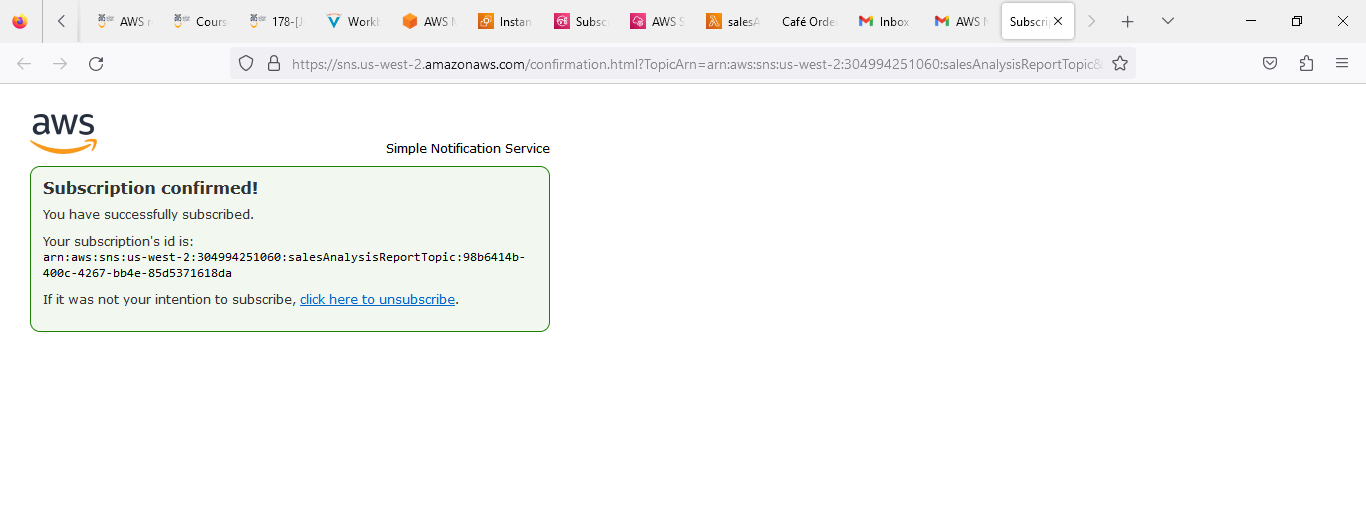 AWS
Cours
178-[
Workb
AWS
Instan
Subsc
AWS S
sales
Café Orde
Inbox
AWS
Subscri
https://sns.us-west-2.amazonaws.com/confirmation.html?TopicArn=arn:aws:sns:us-west-2:304994251060:salesAnalysisReportTopic&
aws
Simple Notification Service
Subscription confirmed!
You have successfully subscribed.
Your subscription's id is:
arn:aws:sns:us-west-2:304994251060:salesAnalysisReportTopic:98b6414b-
400c-4267-bb4e-85d5371618da
If it was not your intention to subscribe, click here to unsubscribe.